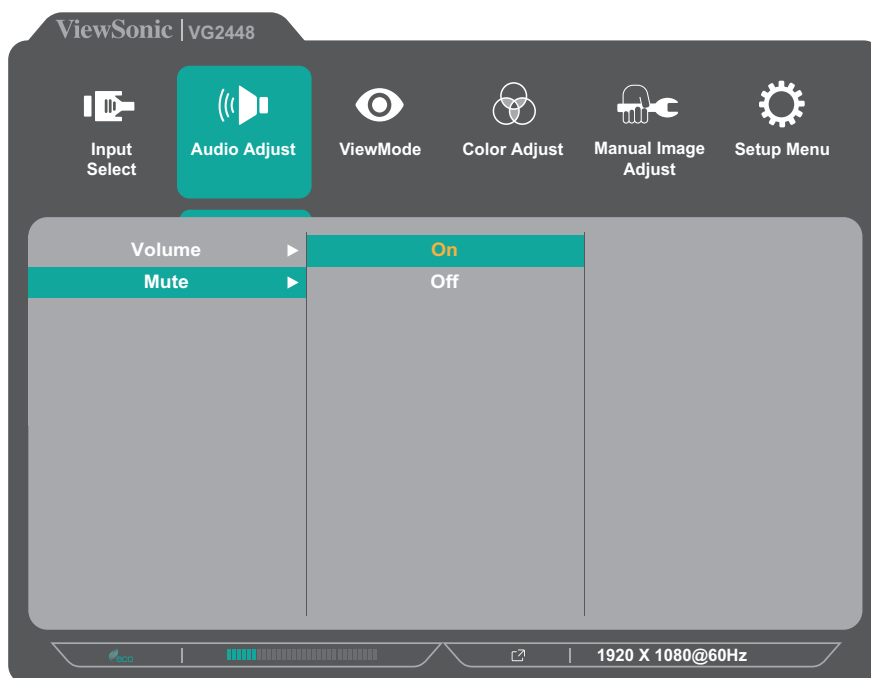 ViewSonic | VG2448
Input
Select
Audio Adjust
ViewMode
Color Adjust
Manual Image
Adjust
Setup Menu
Volume
On
Mute
Off
eco
1920 X 1080@60Hz